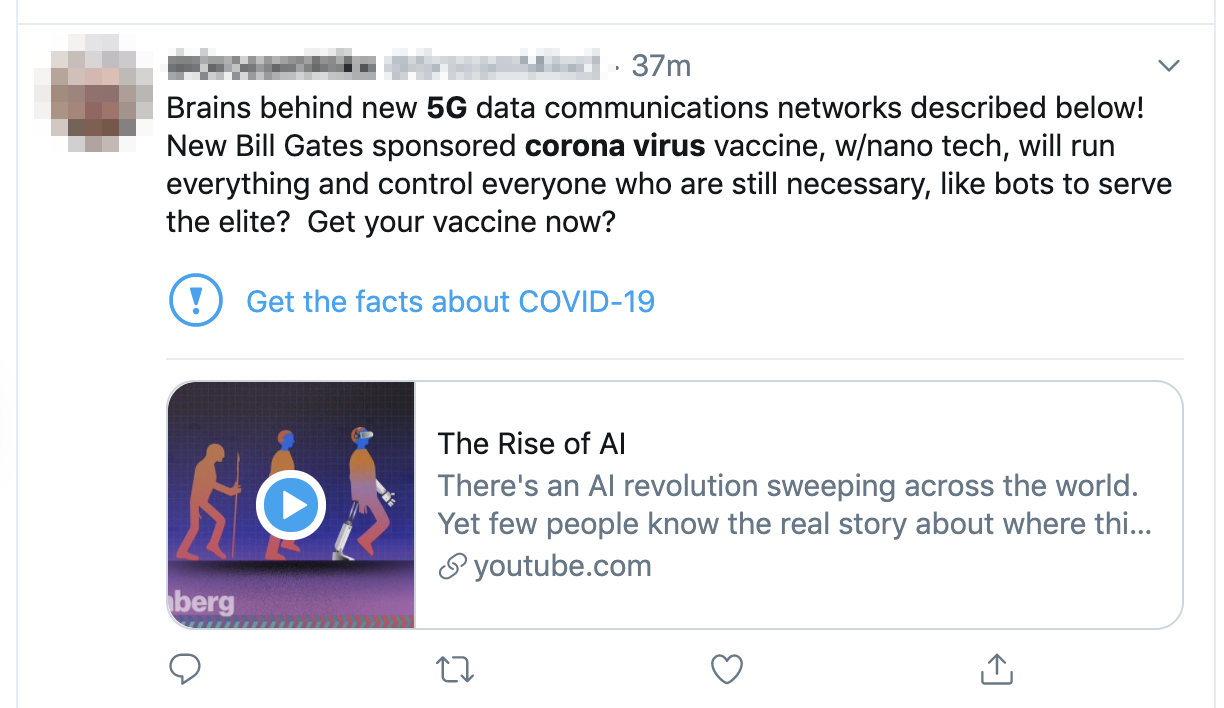 37m
Brains behind new 5G data communications networks described below!
New Bill Gates sponsored corona virus vaccine, w/nano tech, will run
everything and control everyone who are still necessary, like bots to serve
the elite?  Get your vaccine now?
Get the facts about COVID-19
The Rise of AI
There's an AI revolution sweeping across the world.
Yet few people know the real story about where thi...
youtube.com
berg